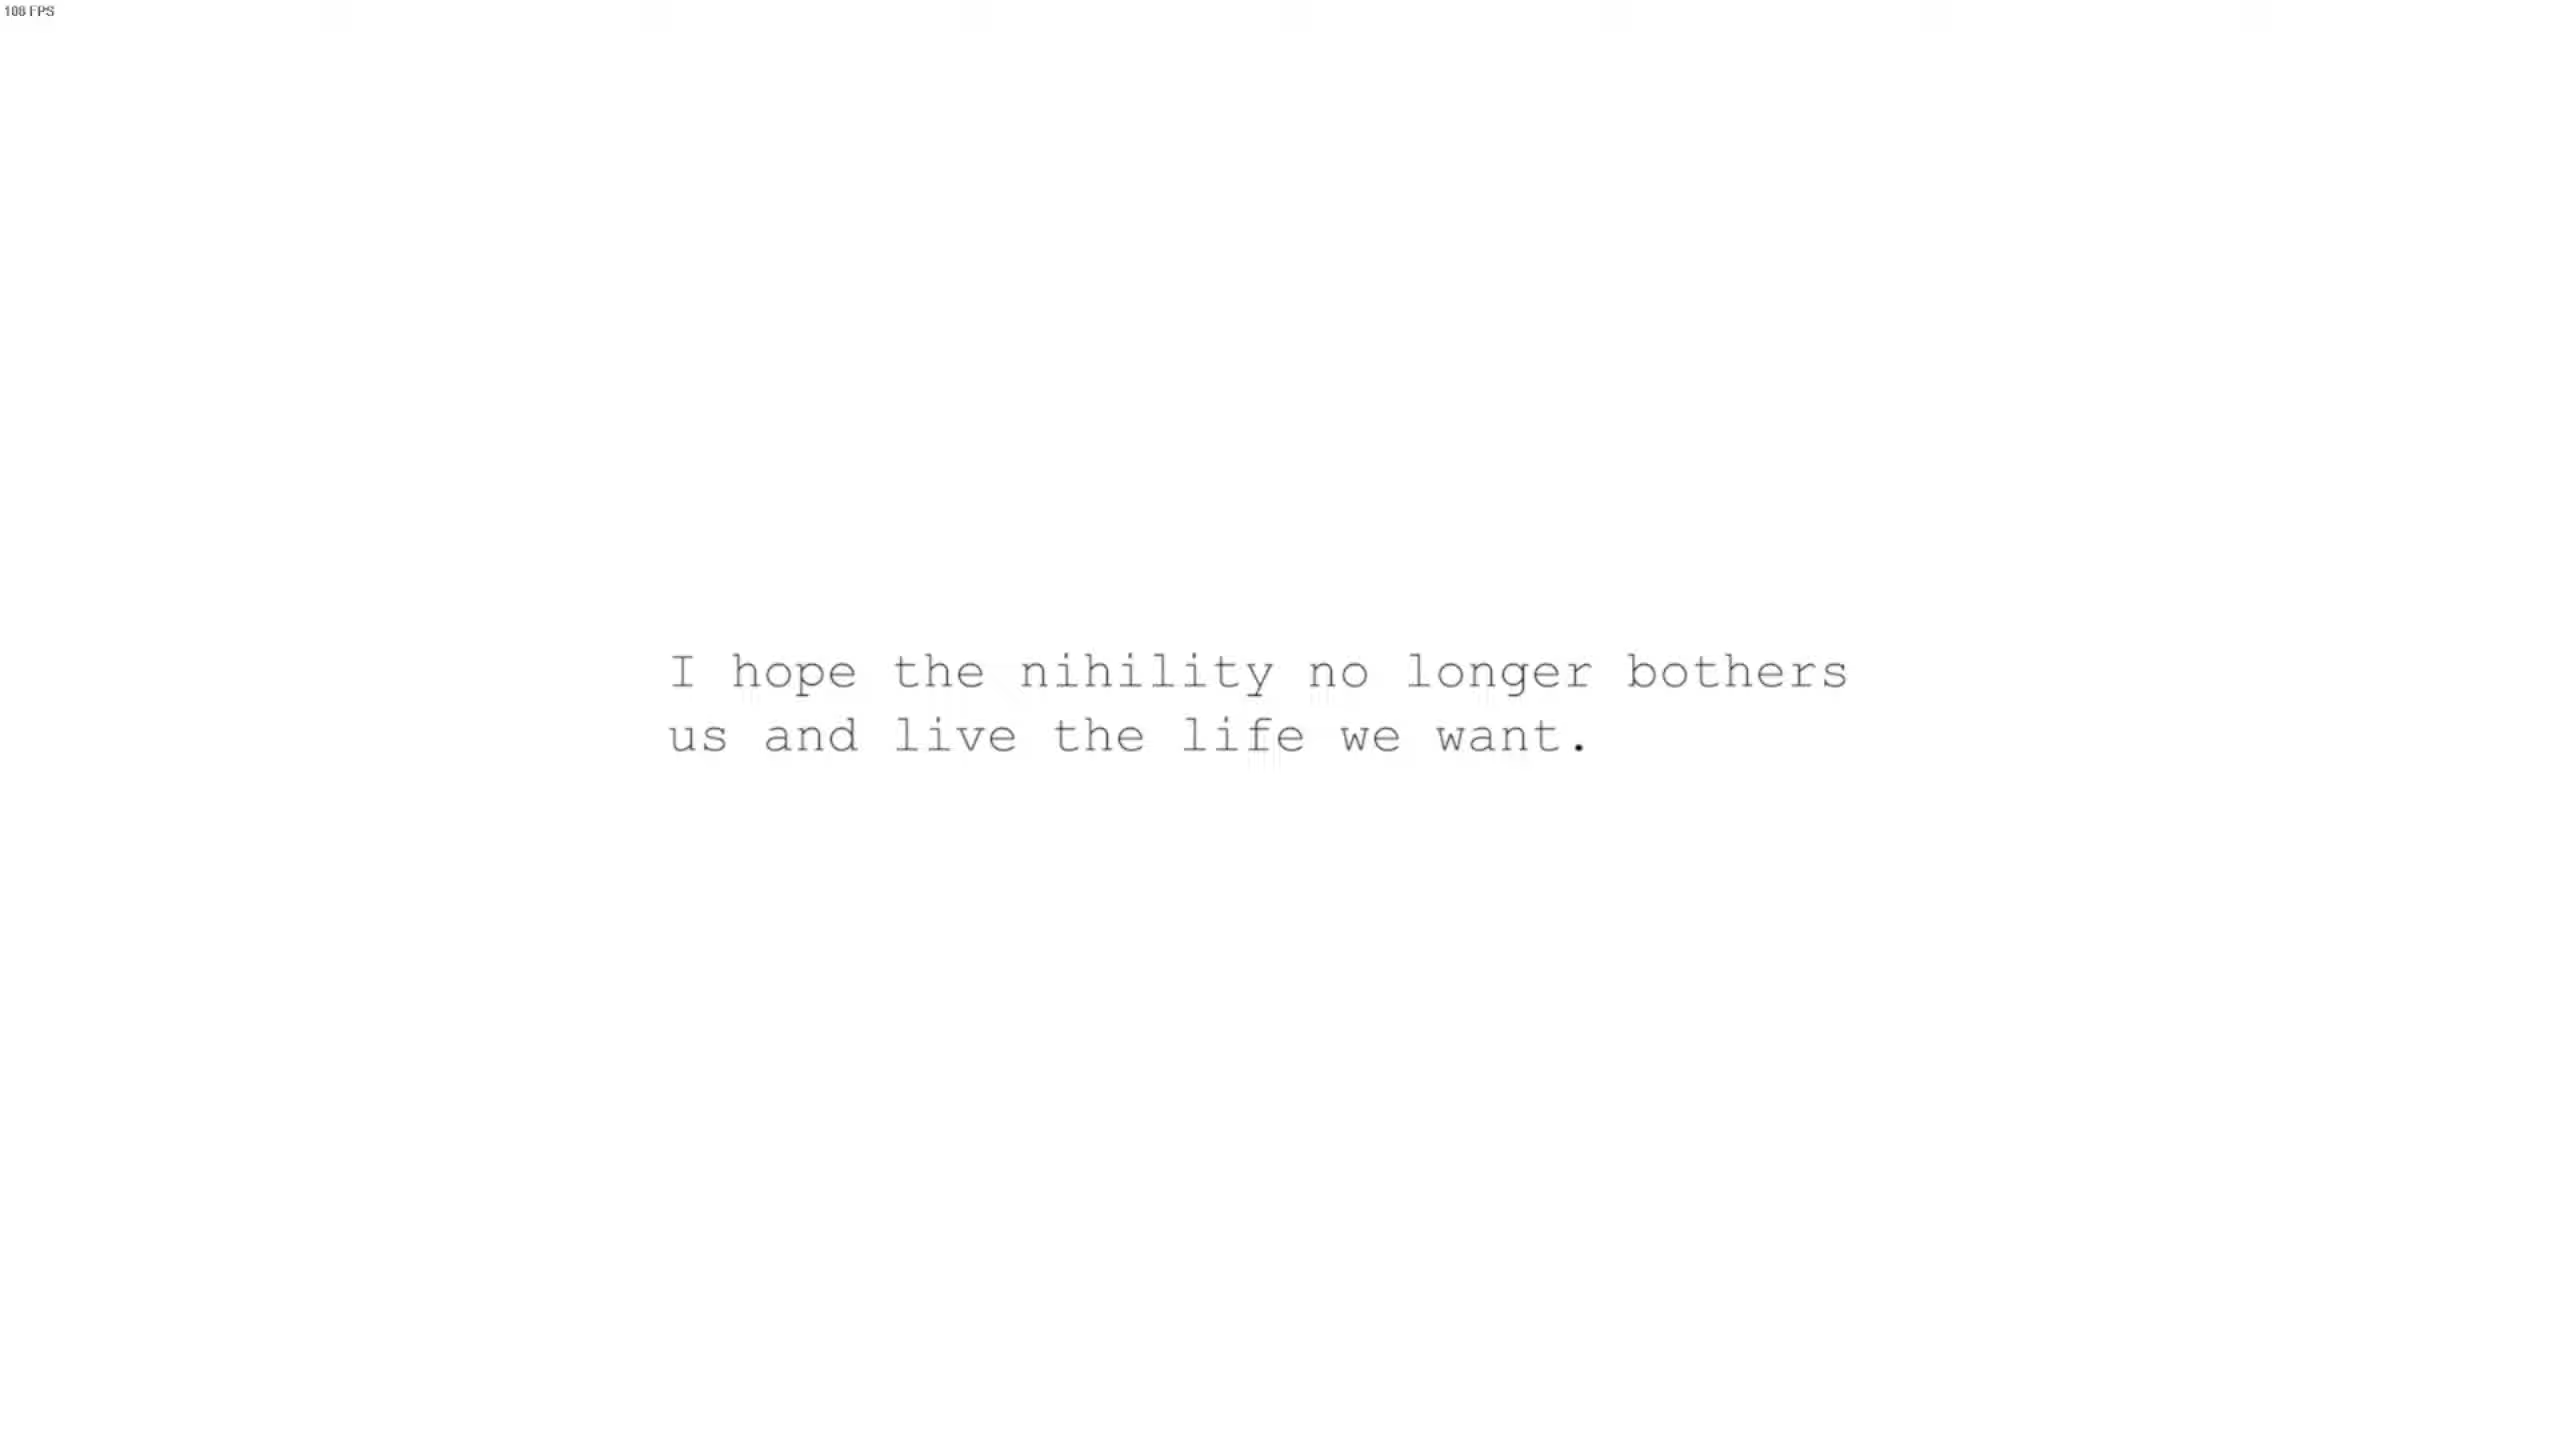 108 FPS
I hope the nihility no longer bothers
us and live the life we want.